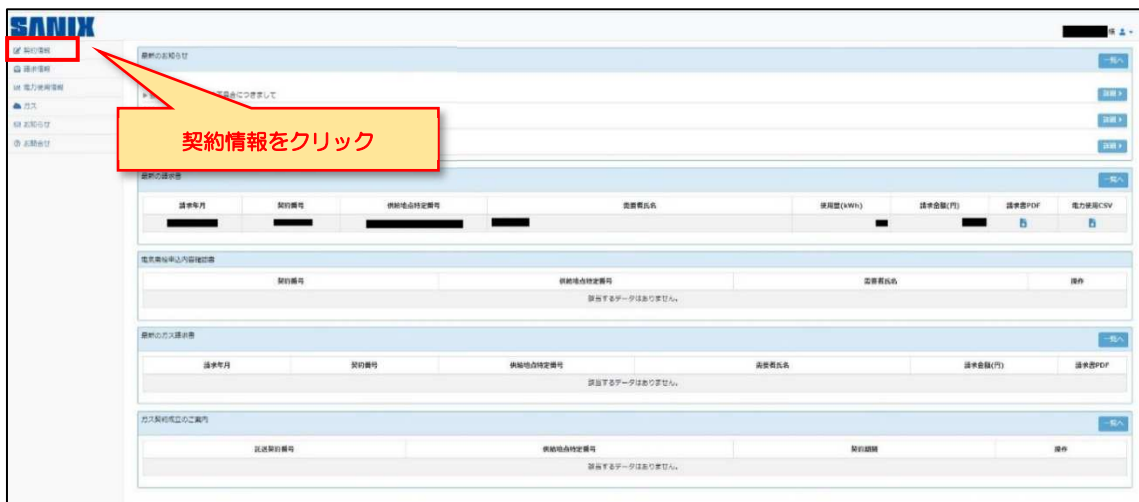 SANIX
様
契約情報
請求情報
電力使用情報
ガス
お知らせ
お問合せ
契約情報をクリック
最新のお知らせ
一覧へ
につきまして
詳細
詳細
詳細
最新の請求書
一覧へ
請求年月 契約番号 供給地点特定番号 需要者氏名 使用量(kWh) 請求金額(円) 請求書PDF 電力使用CSV
電気需給申込内容確認書
契約番号 供給地点特定番号 需要者氏名 操作
該当するデータはありません。
最新のガス請求書
一覧へ
請求年月 契約番号 供給地点特定番号 需要者氏名 請求金額(円) 請求書PDF
該当するデータはありません。
ガス契約成立のご案内
一覧へ
託送契約番号 供給地点特定番号 契約期間 操作
該当するデータはありません。